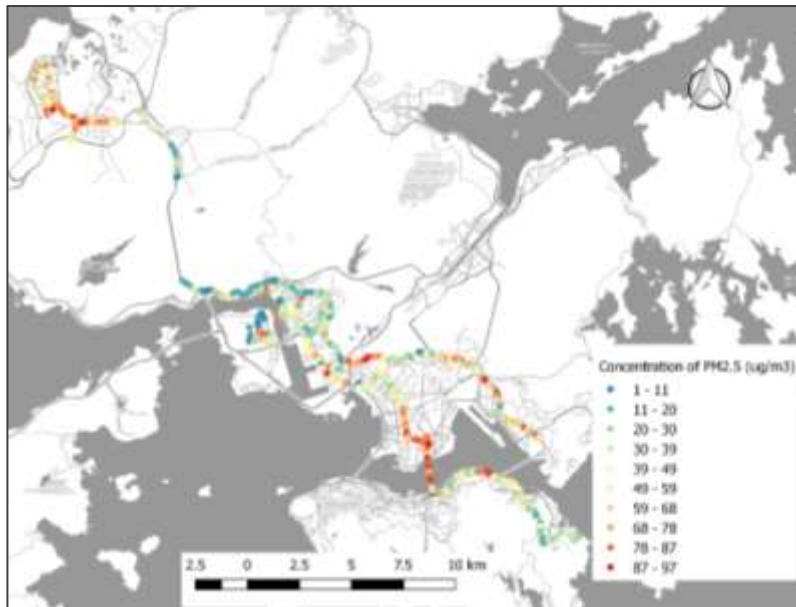 Concentration of PM2.5 (ug/m3)
1 - 11
11 - 20
20 - 30
30 - 39
39 - 49
49 - 59
59 - 68
68 - 78
78 - 87
87 - 97
2.5 0 2.5 5 7.5 10 km